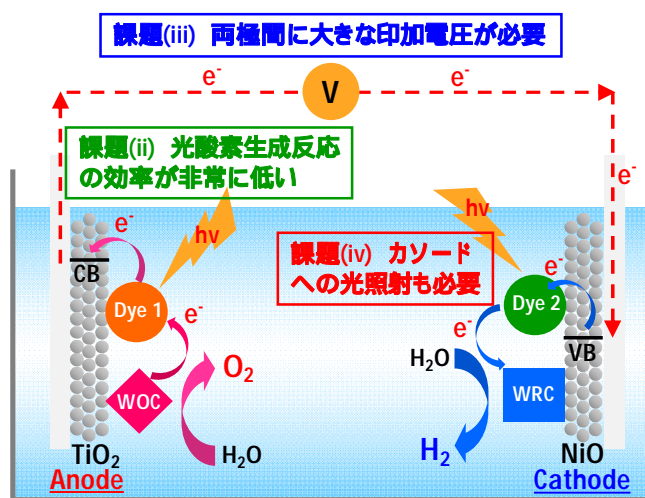 課題(iii) 両極間に大きな印加電圧が必要
e-
V
e-
課題(ii) 光酸素生成反応
の効率が非常に低い
e-
hν
hν
e-
CB
課題(iv) カソード
への光照射も必要
e-
Dye 1
e-
Dye 2
e-
VB
O2
H2O
WOC
WRC
H2O
H2
TiO2
NiO
Anode
Cathode